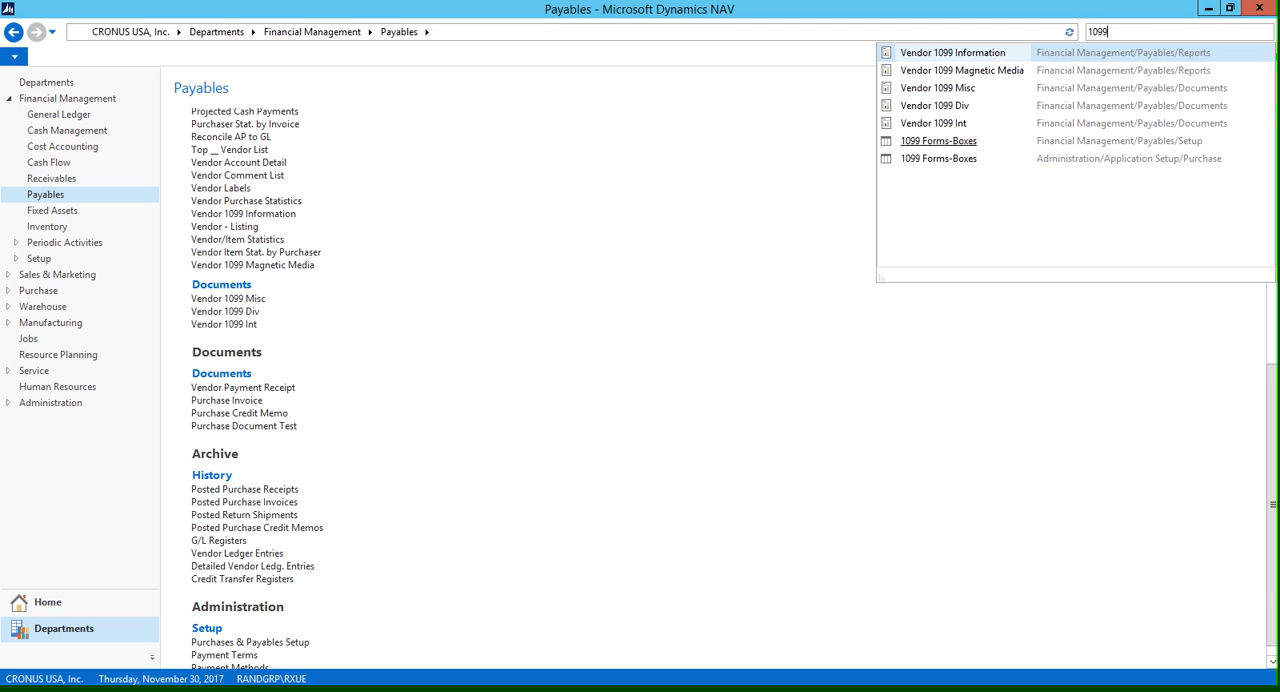 Payables - Microsoft Dynamics NAV
CRONUS USA, Inc. Departments Financial Management Payables
1099
Vendor 1099 Information Financial Management/Payables/Reports
Vendor 1099 Magnetic Media Financial Management/Payables/Reports
Vendor 1099 Misc Financial Management/Payables/Documents
Vendor 1099 Div Financial Management/Payables/Documents
Vendor 1099 Int Financial Management/Payables/Documents
1099 Forms-Boxes Financial Management/Payables/Setup
1099 Forms-Boxes Administration/Application Setup/Purchase
Departments
Financial Management
General Ledger
Cash Management
Cost Accounting
Cash Flow
Receivables
Payables
Fixed Assets
Inventory
Periodic Activities
Setup
Sales & Marketing
Purchase
Warehouse
Manufacturing
Jobs
Resource Planning
Service
Human Resources
Administration
Home
Departments
Payables
Projected Cash Payments
Purchaser Stat. by Invoice
Reconcile AP to GL
Top __ Vendor List
Vendor Account Detail
Vendor Comment List
Vendor Labels
Vendor Purchase Statistics
Vendor 1099 Information
Vendor - Listing
Vendor/Item Statistics
Vendor Item Stat. by Purchaser
Vendor 1099 Magnetic Media
Documents
Vendor 1099 Misc
Vendor 1099 Div
Vendor 1099 Int
Documents
Documents
Vendor Payment Receipt
Purchase Invoice
Purchase Credit Memo
Purchase Document Test
Archive
History
Posted Purchase Receipts
Posted Purchase Invoices
Posted Return Shipments
Posted Purchase Credit Memos
G/L Registers
Vendor Ledger Entries
Detailed Vendor Ledg. Entries
Credit Transfer Registers
Administration
Setup
Purchases & Payables Setup
Payment Terms
Payment Methods
CRONUS USA, Inc. Thursday, November 30, 2017 RANDGRP\RXUE